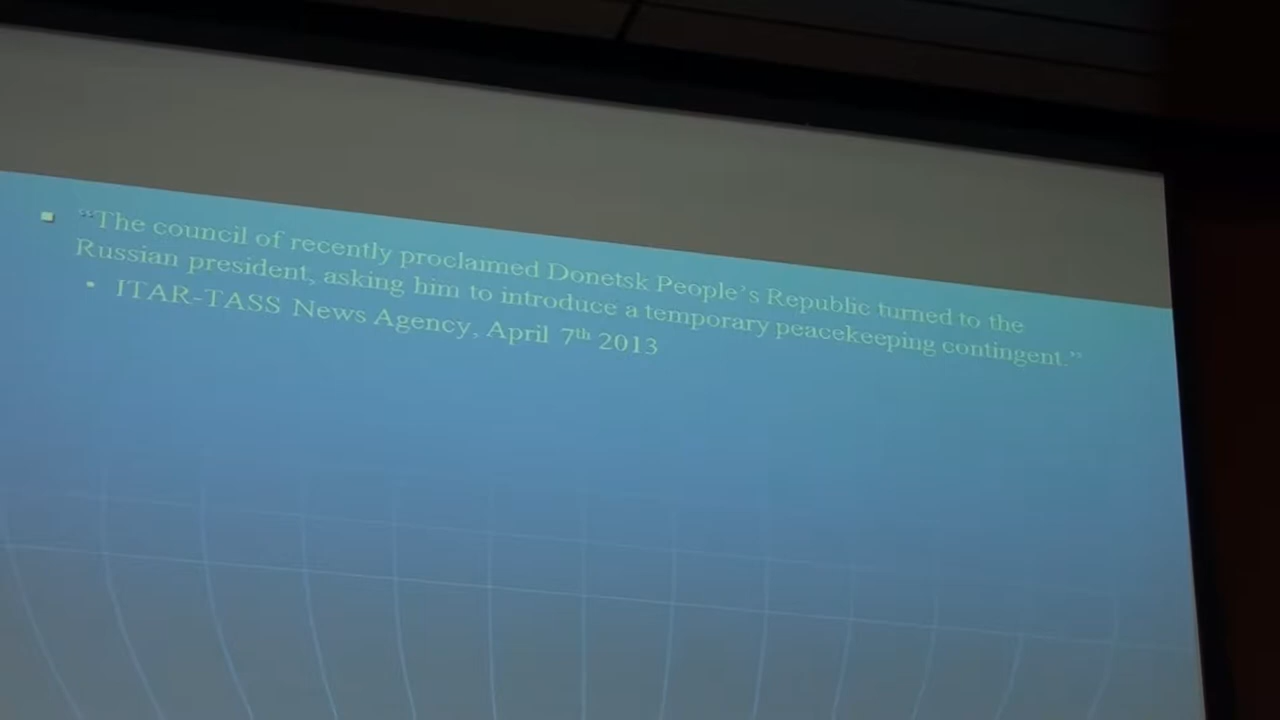 “The council of recently proclaimed Donetsk People’s Republic turned to the
Russian president, asking him to introduce a temporary peacekeeping contingent.”
ITAR-TASS News Agency, April 7th 2013